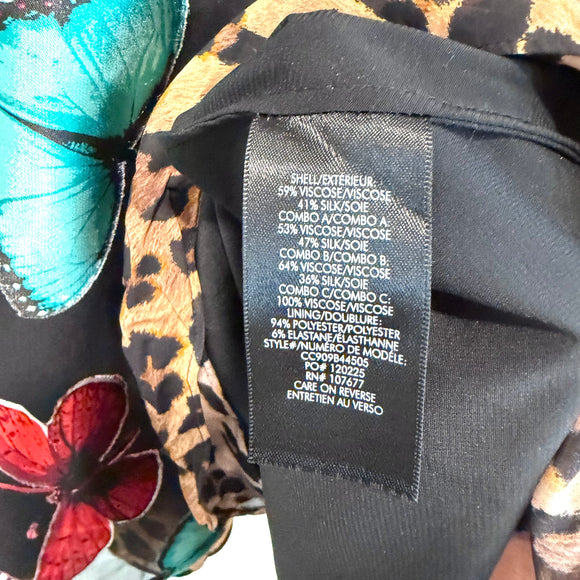 SHELL/EXTÉRIEUR:
59% VISCOSE/VISCOSE
41% SILK/SOIE
COMBO A/COMBO A:
53% VISCOSE/VISCOSE
47% SILK/SOIE
COMBO B/COMBO B:
64% VISCOSE/VISCOSE
36% SILK/SOIE
COMBO C/COMBO C:
100% VISCOSE/VISCOSE
LINING/DOUBLURE:
94% POLYESTER/POLYESTER
6% ELASTANE/ÉLASTHANNE
STYLE#/NUMÉRO DE MODÈLE:
CC909B44505
PO# 120225
RN# 107677
CARE ON REVERSE
ENTRETIEN AU VERSO